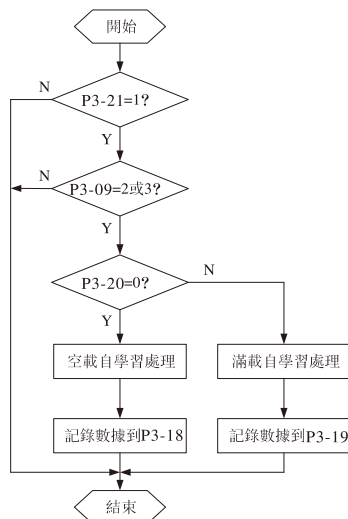 開始
N
P3-21=1?
Y
N
P3-09=2或3?
Y
N
P3-20=0?
Y
空載自學習處理
滿載自學習處理
記錄數據到P3-18
記錄數據到P3-19
結束